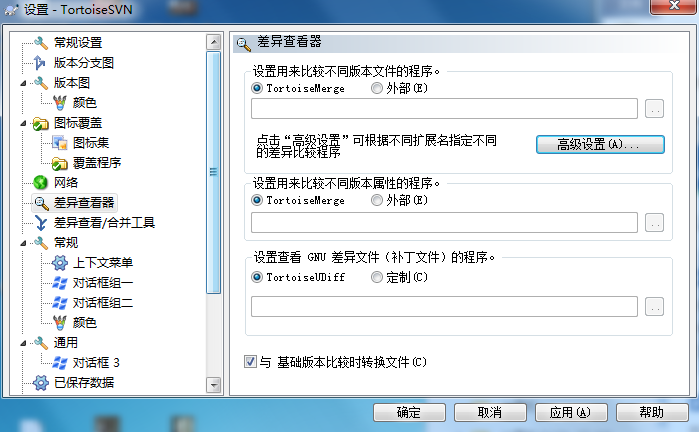 设置 - TortoiseSVN
常规设置
版本分支图
版本图
颜色
图标覆盖
图标集
覆盖程序
网络
差异查看器
差异查看/合并工具
常规
上下文菜单
对话框组一
对话框组二
颜色
通用
对话框 3
已保存数据
差异查看器
设置用来比较不同版本文件的程序。
TortoiseMerge 外部(E)
..
点击“高级设置”可根据不同扩展名指定不同
的差异比较程序
高级设置(A)...
设置用来比较不同版本属性的程序。
TortoiseMerge 外部(E)
..
设置查看 GNU 差异文件（补丁文件）的程序。
TortoiseUDiff 定制(C)
..
与 基础版本比较时转换文件(C)
确定 取消 应用(A) 帮助